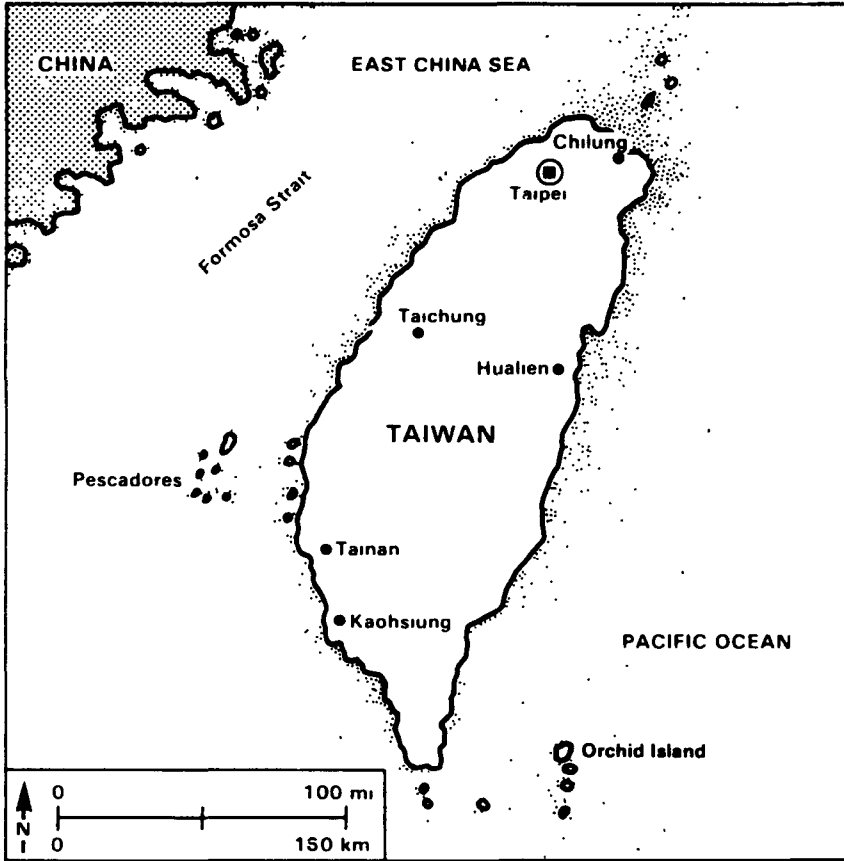 CHINA
EAST CHINA SEA
Chilung
Taipei
Formosa Strait
Taichung
Hualien
TAIWAN
Pescadores
Tainan
Kaohsiung
PACIFIC OCEAN
Orchid Island
0 100 mi
N
0 150 km